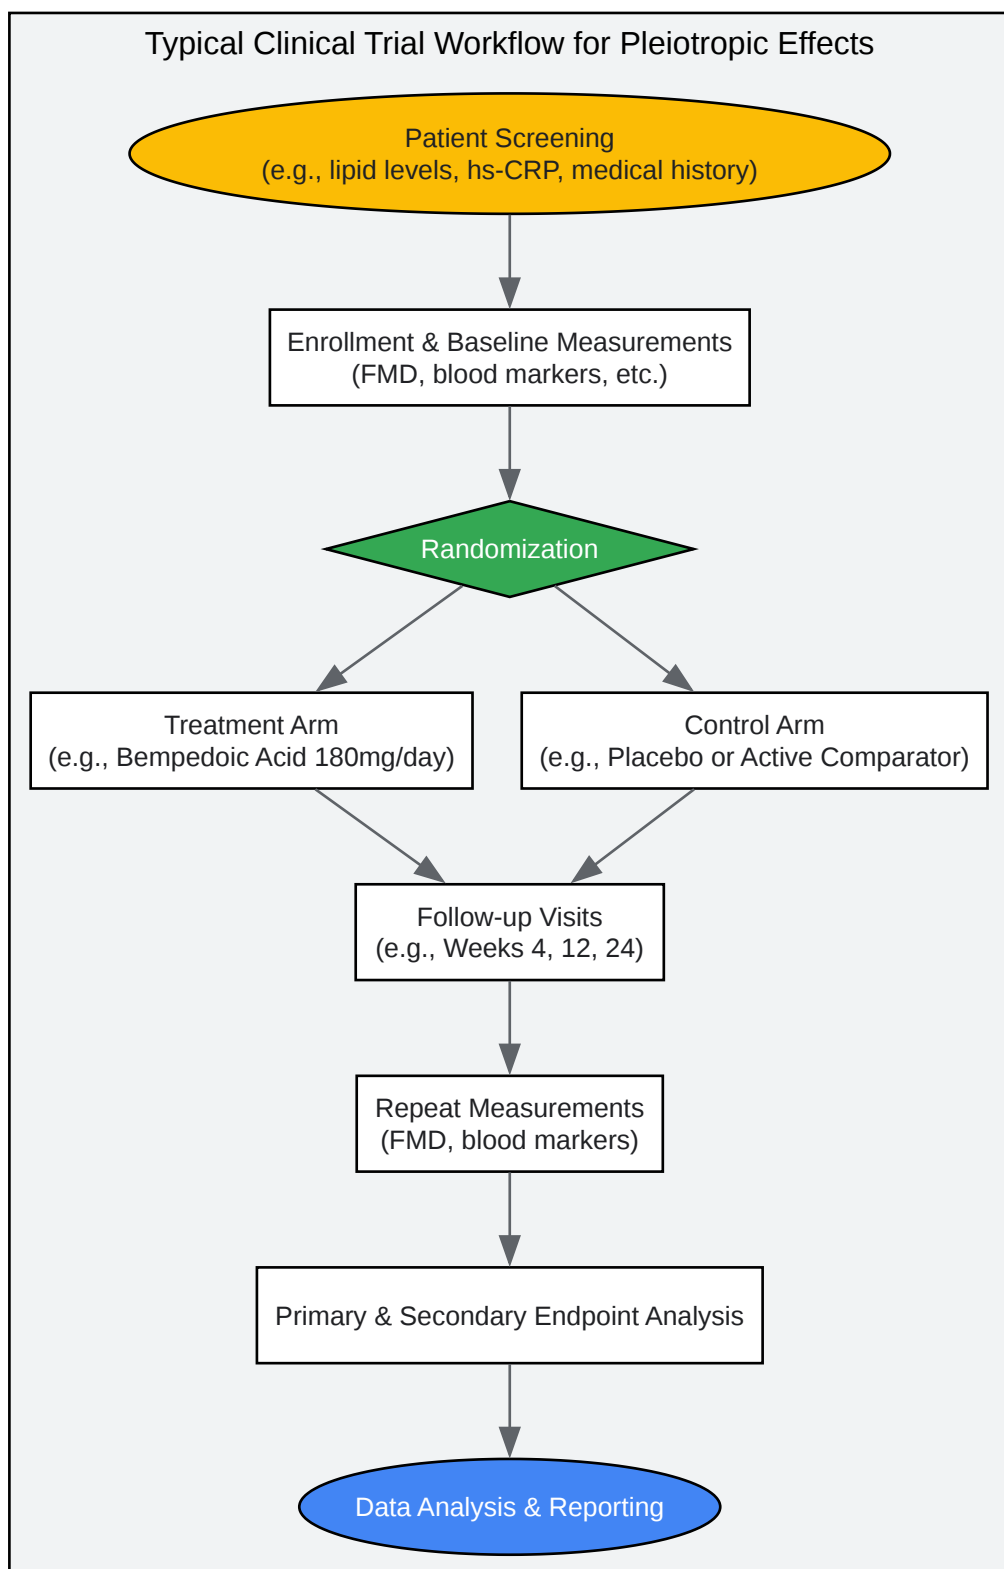 Typical Clinical Trial Workflow for Pleiotropic Effects
Patient Screening
(e.g., lipid levels, hs-CRP, medical history)
Enrollment & Baseline Measurements
(FMD, blood markers, etc.)
Randomization
Treatment Arm
(e.g., Bempedoic Acid 180mg/day)
Control Arm
(e.g., Placebo or Active Comparator)
Follow-up Visits
(e.g., Weeks 4, 12, 24)
Repeat Measurements
(FMD, blood markers)
Primary & Secondary Endpoint Analysis
Data Analysis & Reporting